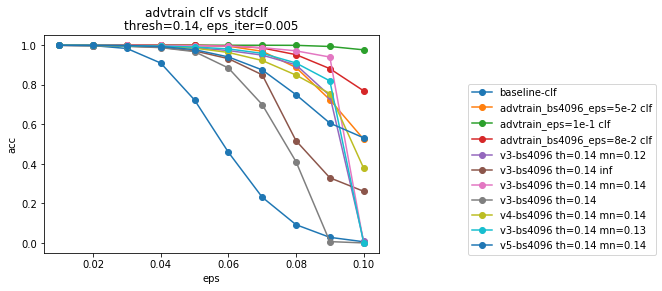 advtrain clf vs stdclf
thresh=0.14, eps_iter=0.005
1.0
0.8
0.6
0.4
0.2
0.0
acc
0.02
0.04
0.06
0.08
0.10
eps
baseline-clf
advtrain_bs4096_eps=5e-2 clf
advtrain_eps=1e-1 clf
advtrain_bs4096_eps=8e-2 clf
v3-bs4096 th=0.14 mn=0.12
v3-bs4096 th=0.14 inf
v3-bs4096 th=0.14 mn=0.14
v3-bs4096 th=0.14
v4-bs4096 th=0.14 mn=0.14
v3-bs4096 th=0.14 mn=0.13
v5-bs4096 th=0.14 mn=0.14